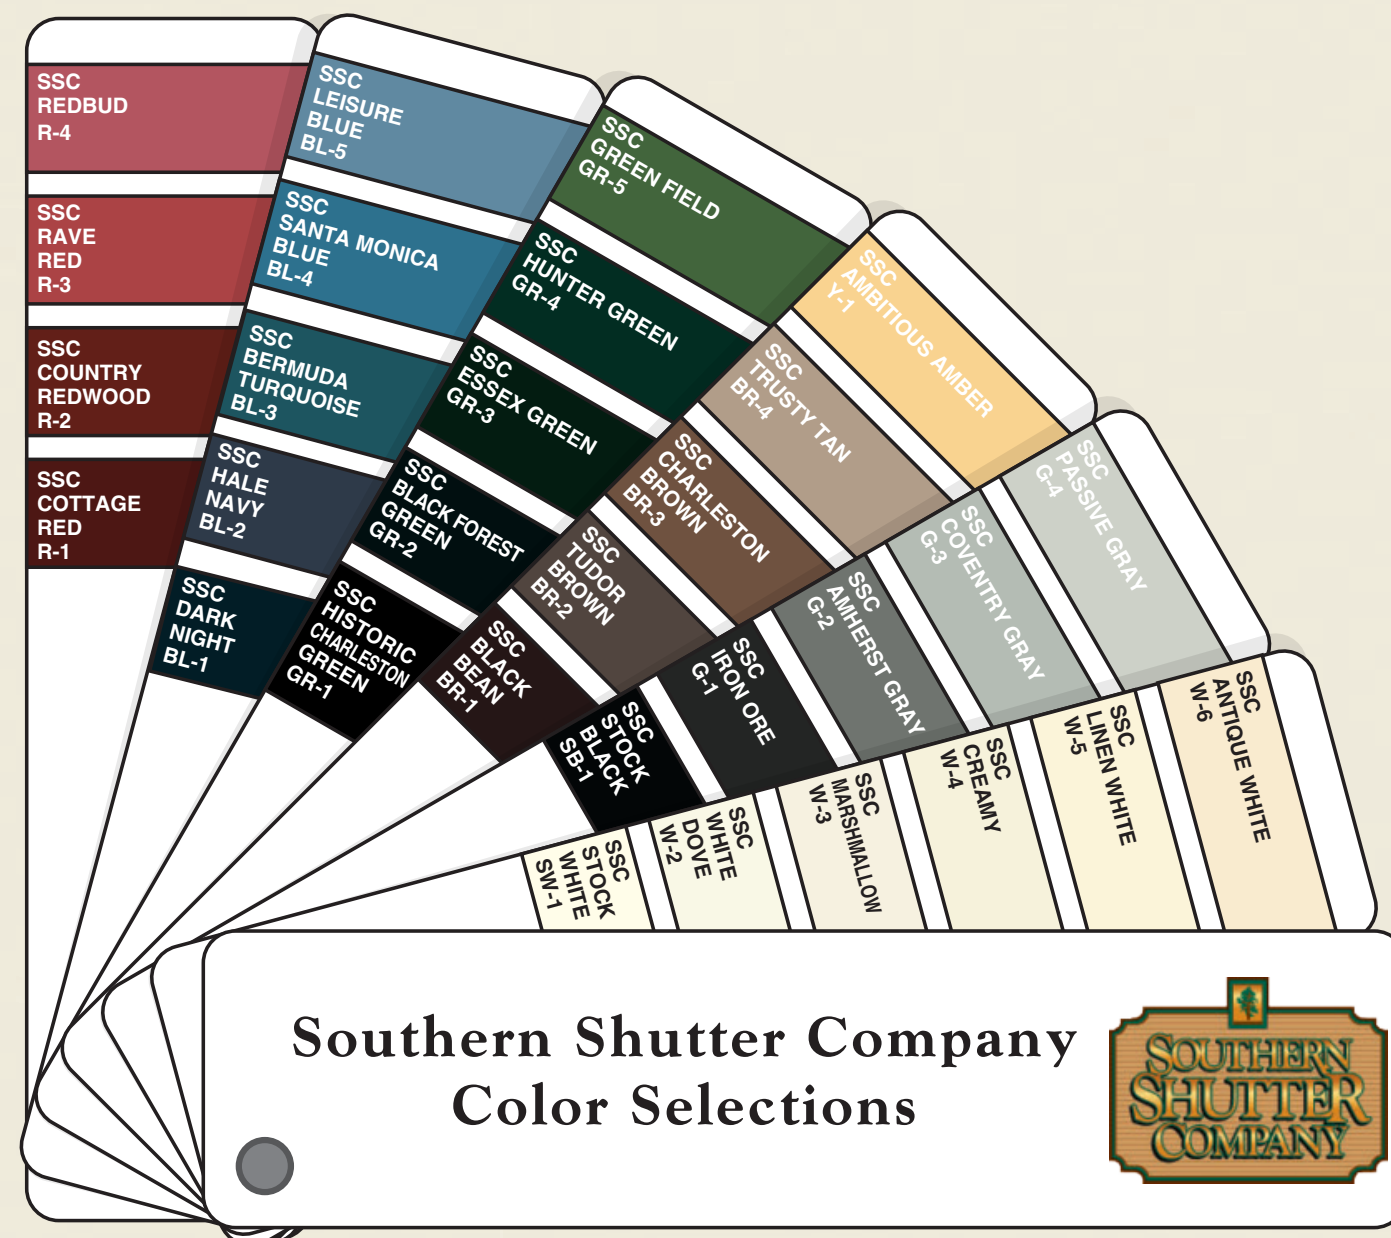 SSC
REDBUD
R-4
SSC
RAVE
RED
R-3
SSC
COUNTRY
REDWOOD
R-2
SSC
COTTAGE
RED
R-1
SSC
LEISURE
BLUE
BL-5
SSC
SANTA MONICA
BLUE
BL-4
SSC
BERMUDA
TURQUOISE
BL-3
SSC
HALE
NAVY
BL-2
SSC
DARK
NIGHT
BL-1
SSC
GREEN FIELD
GR-5
SSC
HUNTER GREEN
GR-4
SSC
ESSEX GREEN
GR-3
SSC
BLACK FOREST
GREEN
GR-2
SSC
HISTORIC
CHARLESTON
GREEN
GR-1
SSC
AMBITIOUS AMBER
Y-1
SSC
TRUSTY TAN
BR-4
SSC
CHARLESTON
BROWN
BR-3
SSC
TUDOR
BROWN
BR-2
SSC
BLACK
BEAN
BR-1
SSC
PASSIVE GRAY
G-4
SSC
COVENTRY GRAY
G-3
SSC
AMHERST GRAY
G-2
SSC
IRON ORE
G-1
SSC
STOCK
BLACK
SB-1
SSC
ANTIQUE WHITE
W-6
SSC
LINEN WHITE
W-5
SSC
CREAMY
W-4
SSC
MARSHMALLOW
W-3
SSC
WHITE
DOVE
W-2
SSC
STOCK
WHITE
SW-1
Southern Shutter Company
Color Selections
SOUTHERN
SHUTTER
COMPANY